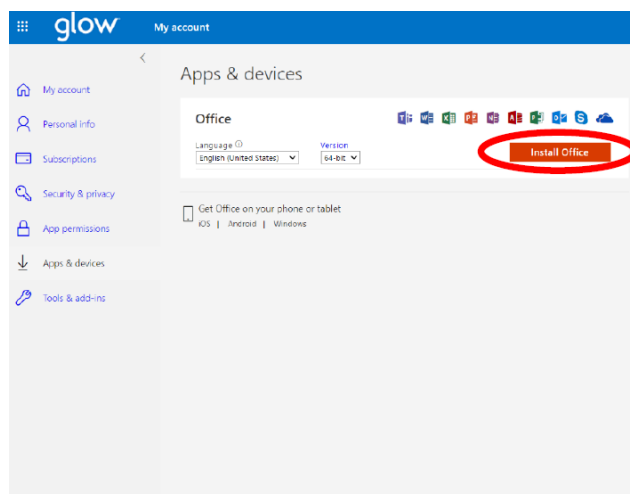 glow
My account
Apps & devices
My account
Personal info
Subscriptions
Security & privacy
App permissions
Apps & devices
Tools & add-ins
Office
Language
Version
English (United States)
64-bit
Install Office
Get Office on your phone or tablet
iOS | Android | Windows